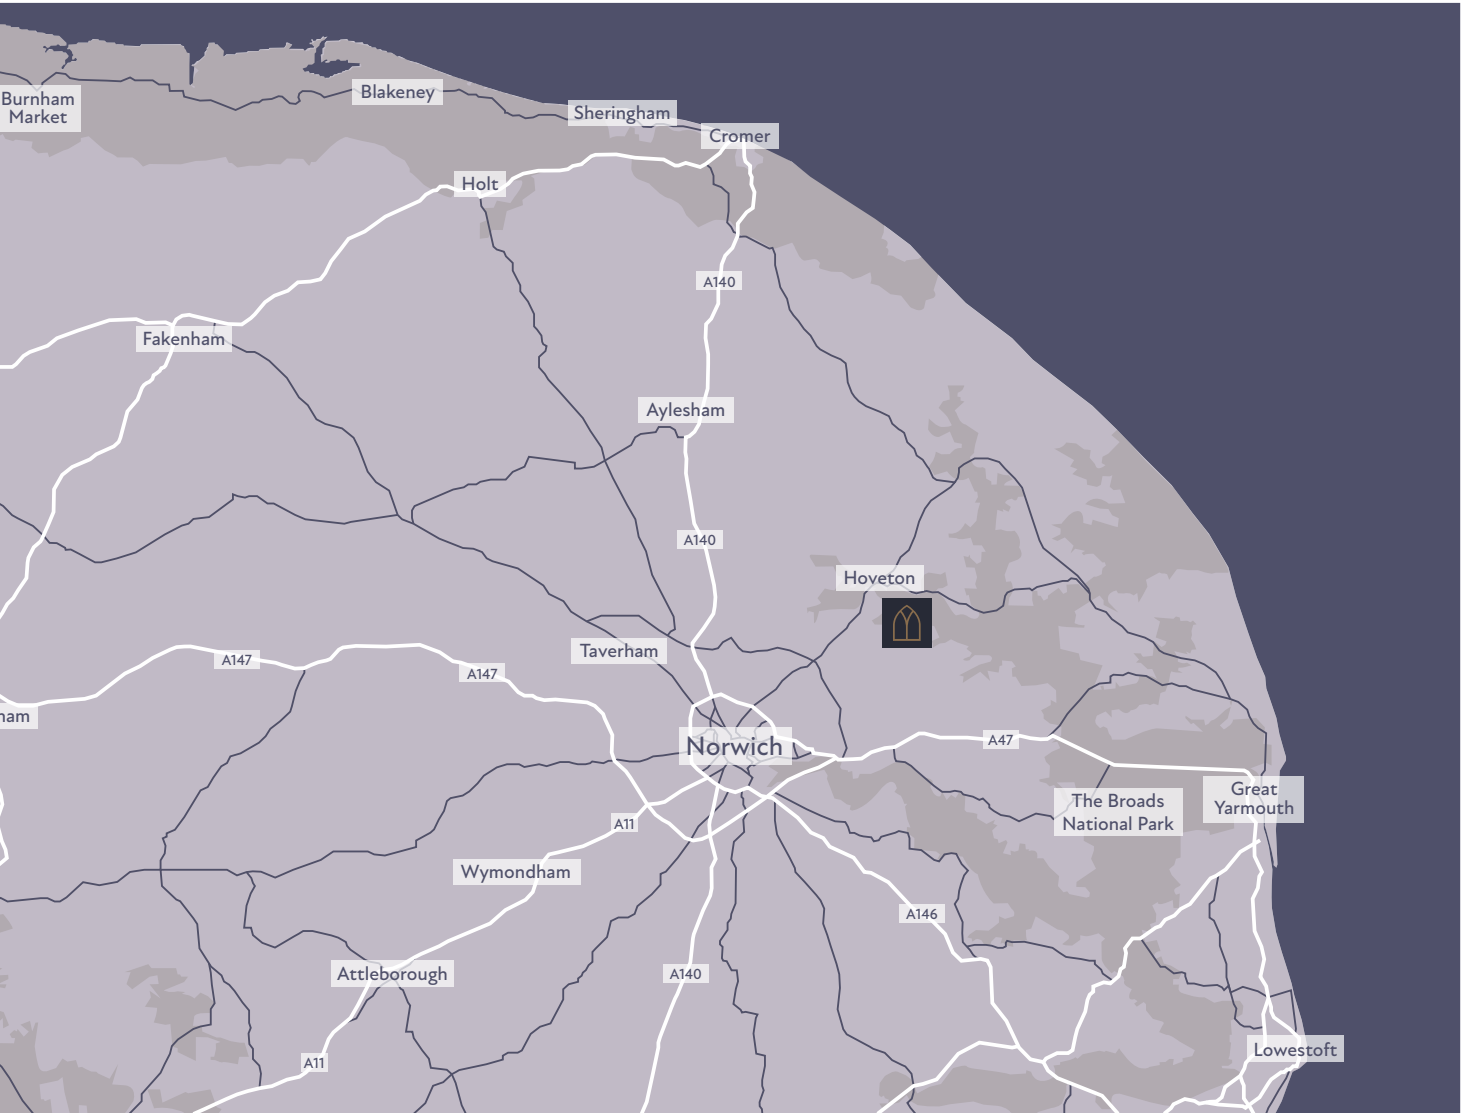 Burnham
Market
Blakeney
Sheringham
Cromer
Holt
A140
Fakenham
Aylesham
A140
Hoveton
Taverham
A147
A147
ham
Norwich
A47
Great
Yarmouth
The Broads
National Park
A11
Wymondham
A146
Attleborough
A140
Lowestoft
A11